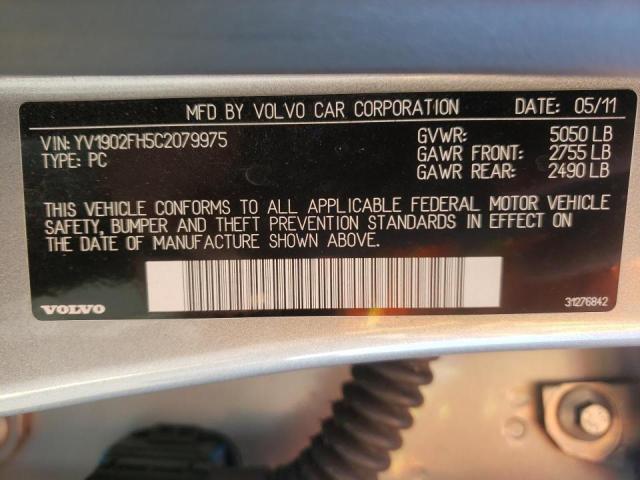 MFD BY VOLVO CAR CORPORATION DATE: 05/11
VIN: YV1902FH5C2079975 GVWR: 5050 LB
TYPE: PC GAWR FRONT: 2755 LB
GAWR REAR: 2490 LB
THIS VEHICLE CONFORMS TO ALL APPLICABLE FEDERAL MOTOR VEHICLE
SAFETY, BUMPER AND THEFT PREVENTION STANDARDS IN EFFECT ON
THE DATE OF MANUFACTURE SHOWN ABOVE.
VOLVO 31276842